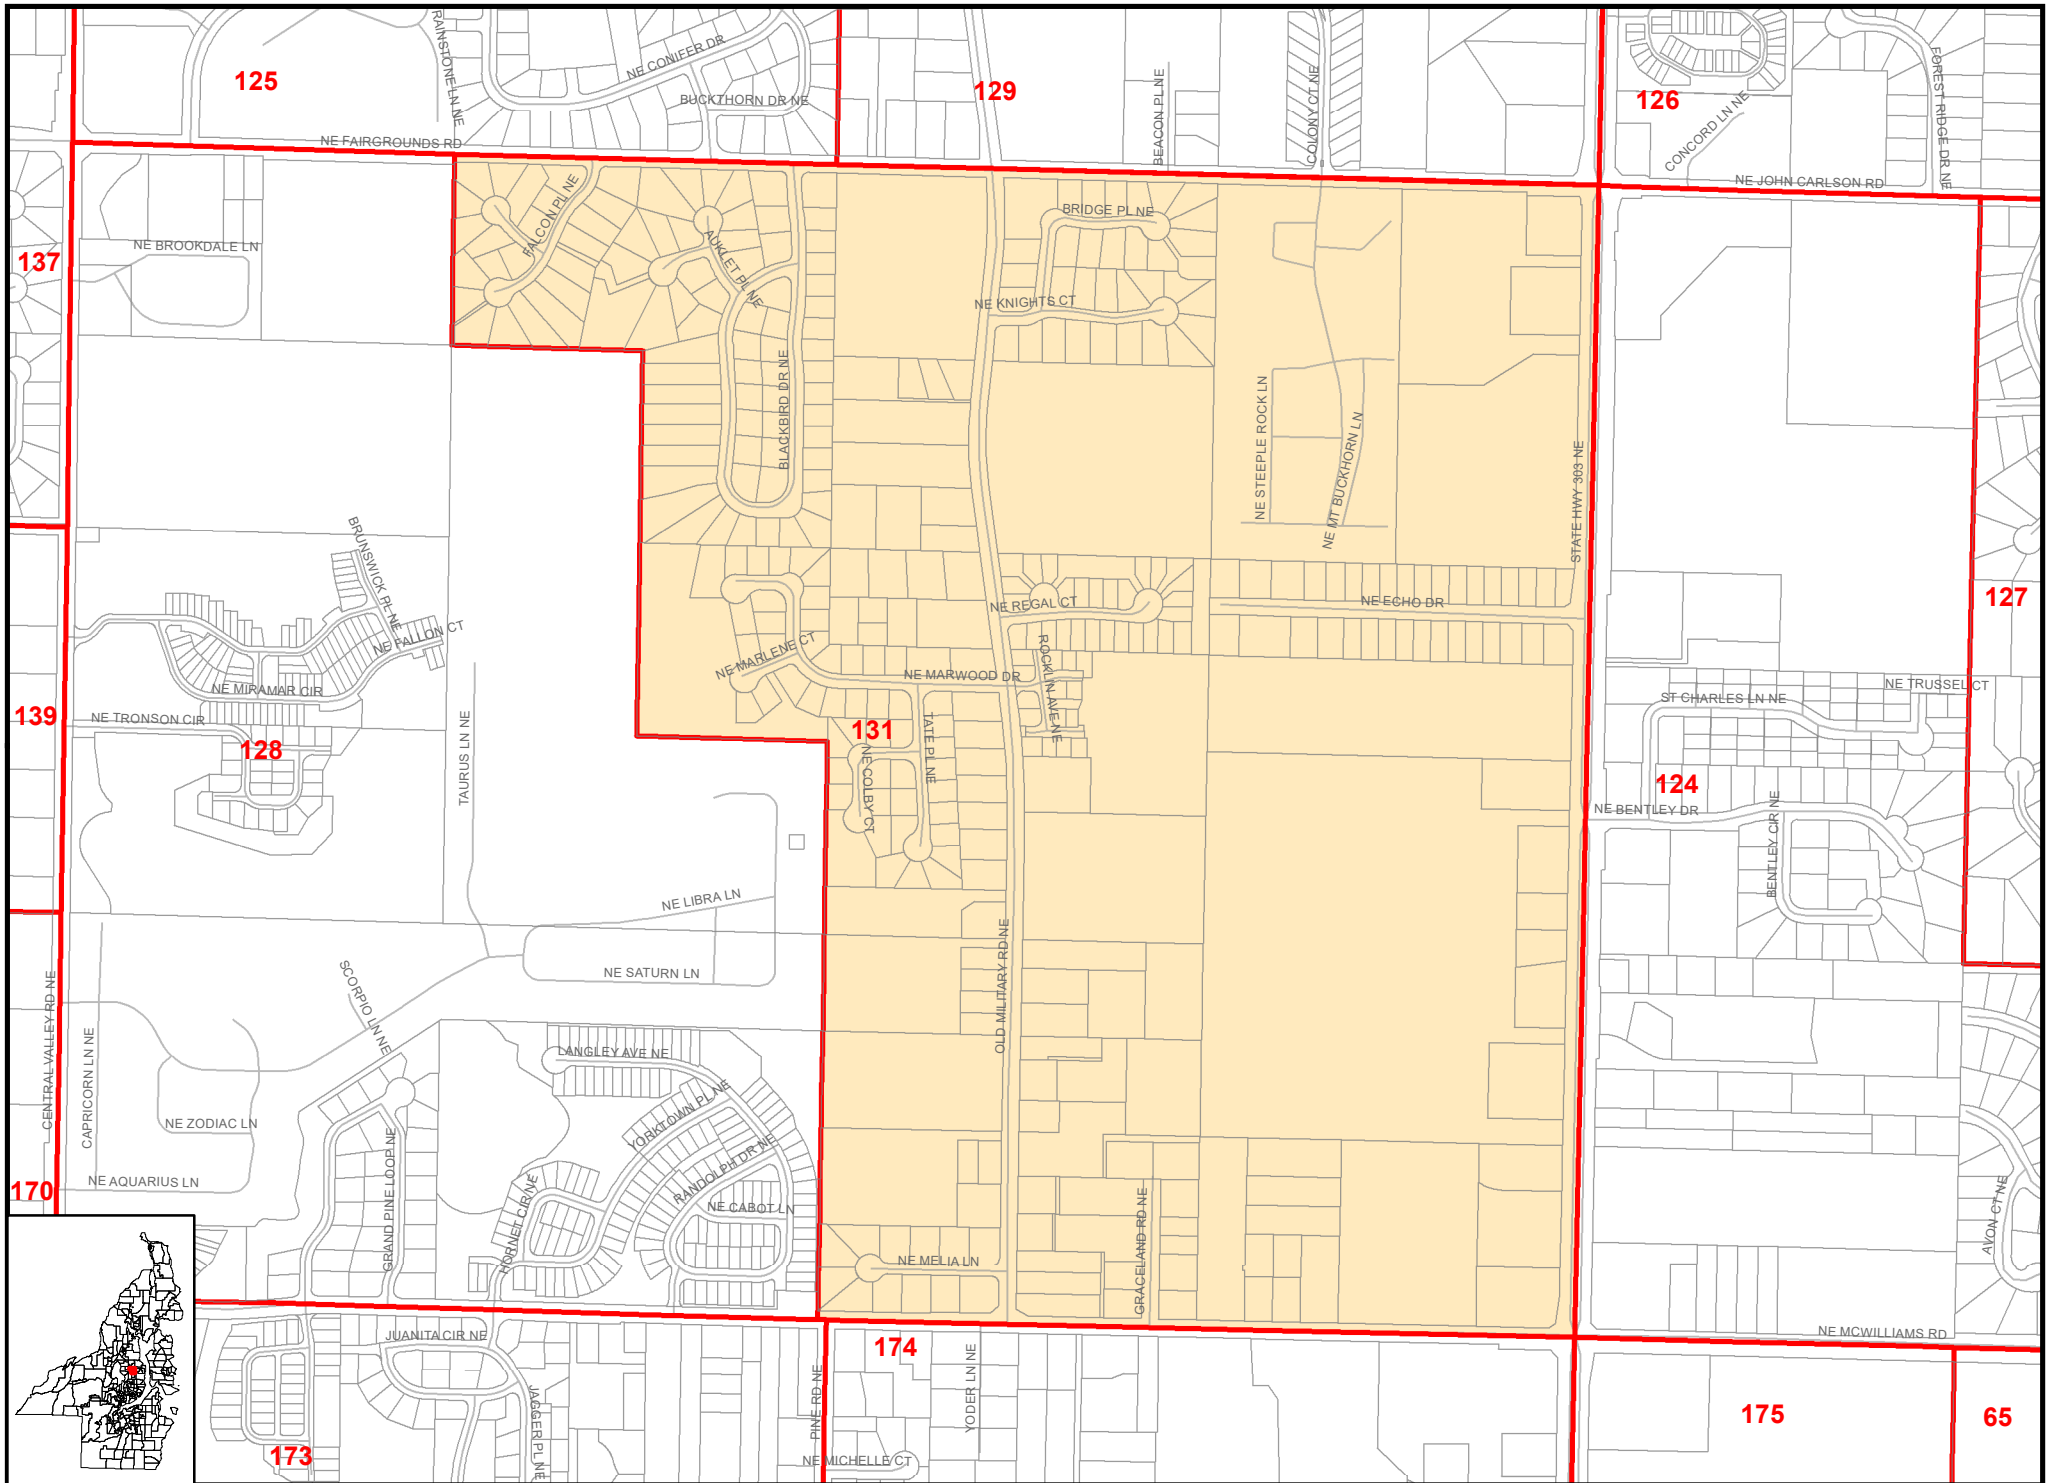 RAINSTONE LN NE
NE CONIFER DR
125
BUCKTHORN DR NE
129
BEACON PL NE
COLONY CT NE
126
CONCORD LN NE
FOREST RIDGE DR NE
NE FAIRGROUNDS RD
NE JOHN CARLSON RD
FALCON PL NE
BRIDGE PL NE
NE BROOKDALE LN
AUKLET PL NE
137
NE KNIGHTS CT
BLACKBIRD DR NE
NE STEEPLE ROCK LN
NE MT BUCKHORN LN
STATE HWY 303 NE
BRUNSWICK PL NE
NE FALLON CT
NE REGAL CT
NE ECHO DR
127
NE MARLENE CT
ROCKLIN AVE NE
NE MARWOOD DR
NE MIRAMAR CIR
NE TRUSSEL CT
ST CHARLES LN NE
139
NE TRONSON CIR
128
TAURUS LN NE
131
TATE PL NE
NE COLBY CT
124
NE BENTLEY DR
BENTLEY CIR NE
NE LIBRA LN
NE SATURN LN
SCORPIO LN NE
OLD MILITARY RD NE
CENTRAL VALLEY RD NE
CAPRICORN LN NE
LANGLEY AVE NE
YORKTOWN PL NE
NE ZODIAC LN
GRAND PINE LOOP NE
RANDOLPH DR NE
170
NE AQUARIUS LN
HORNET CIR NE
NE CABOT LN
GRACELAND RD NE
AVON CT NE
NE MELIA LN
JUANITA CIR NE
174
NE MCWILLIAMS RD
JAGGER PL NE
PINE RD NE
YODER LN NE
175
65
173
NE MICHELLE CT